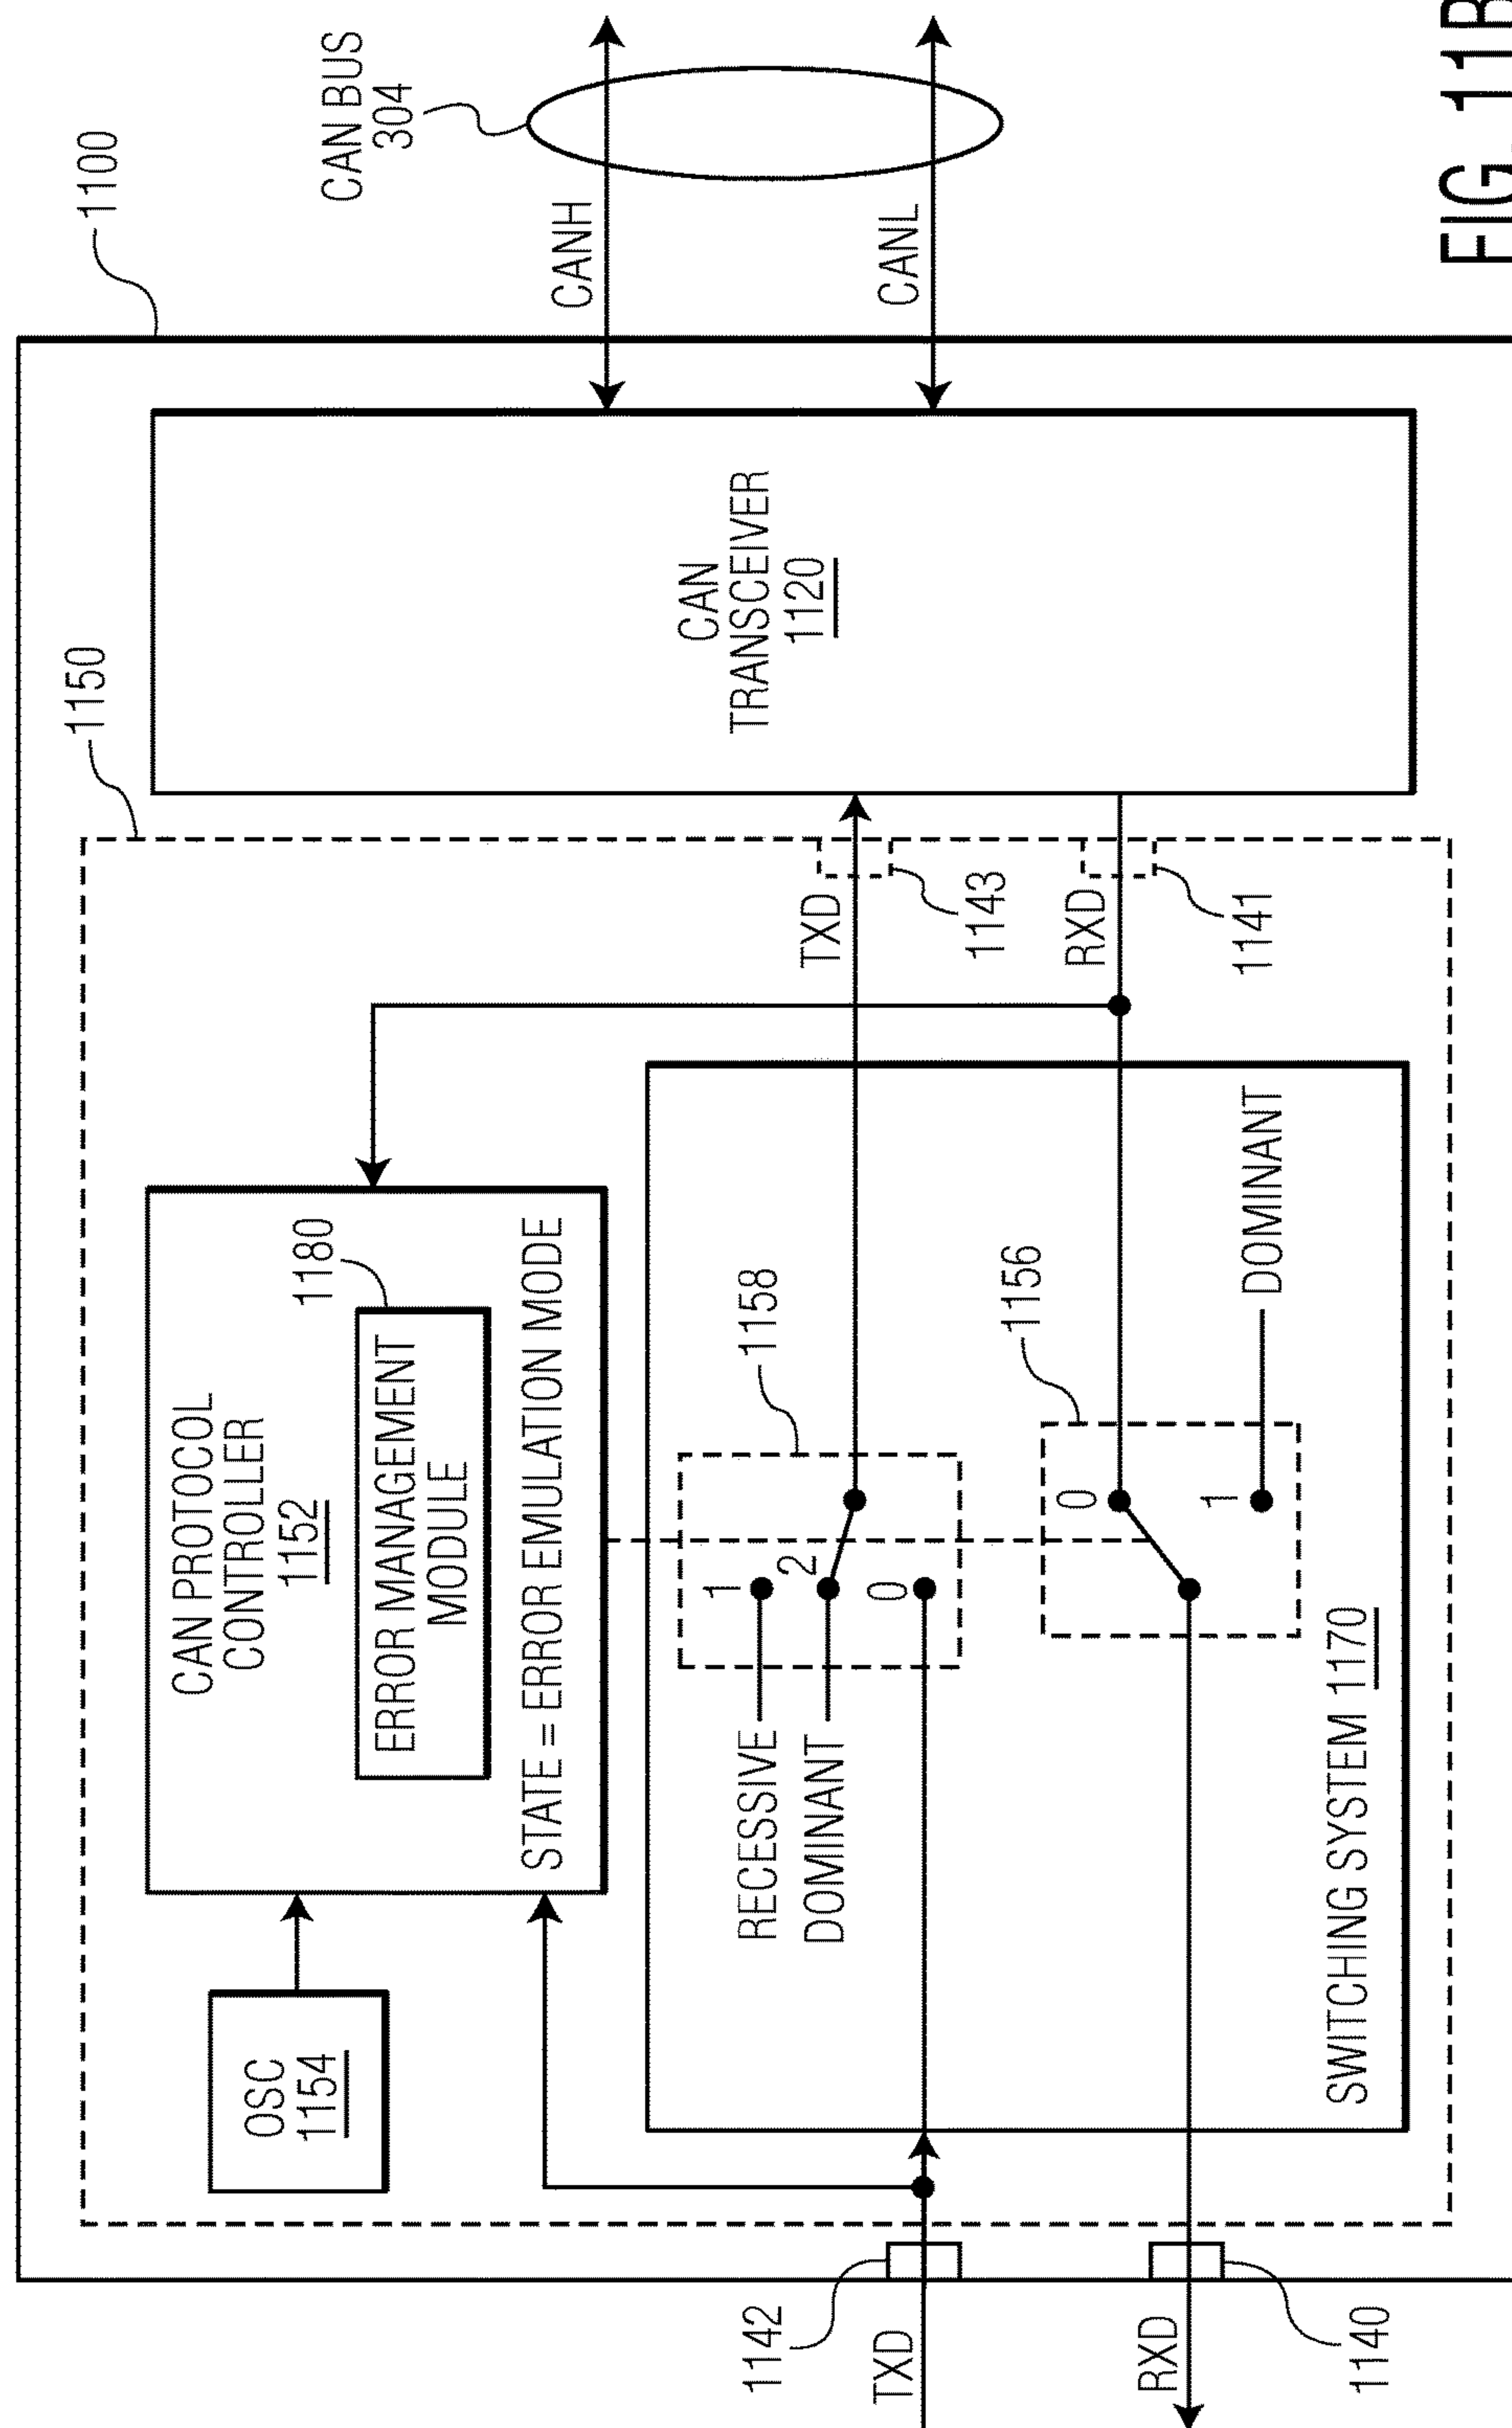 1100
CAN BUS
304
1150
OSC
1154
CAN PROTOCOL
CONTROLLER
1152
1180
ERROR MANAGEMENT
MODULE
STATE = ERROR EMULATION MODE
CANH
CAN
TRANSCEIVER
1120
RECESSIVE
DOMINANT
1
2
0
1158
TXD
1143
CANL
1142
TXD
1156
0
1
DOMINANT
RXD
1141
RXD
1140
SWITCHING SYSTEM 1170
FIG. 11B